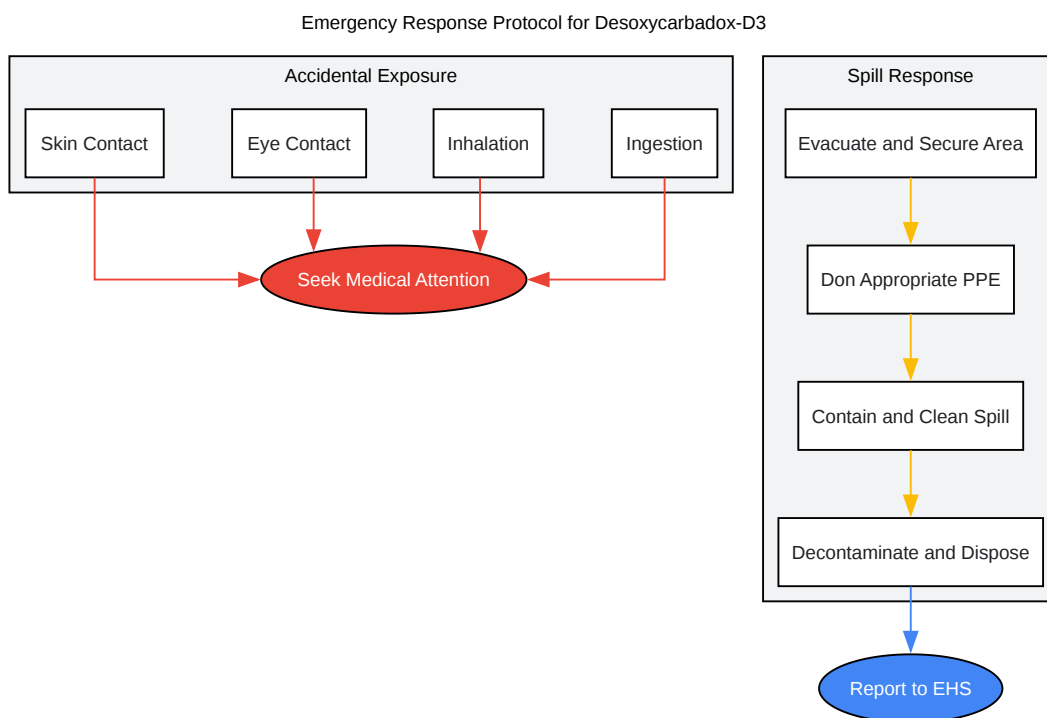 Emergency Response Protocol for Desoxycarbadox-D3
Accidental Exposure
Skin Contact
Eye Contact
Inhalation
Ingestion
Seek Medical Attention
Spill Response
Evacuate and Secure Area
Don Appropriate PPE
Contain and Clean Spill
Decontaminate and Dispose
Report to EHS